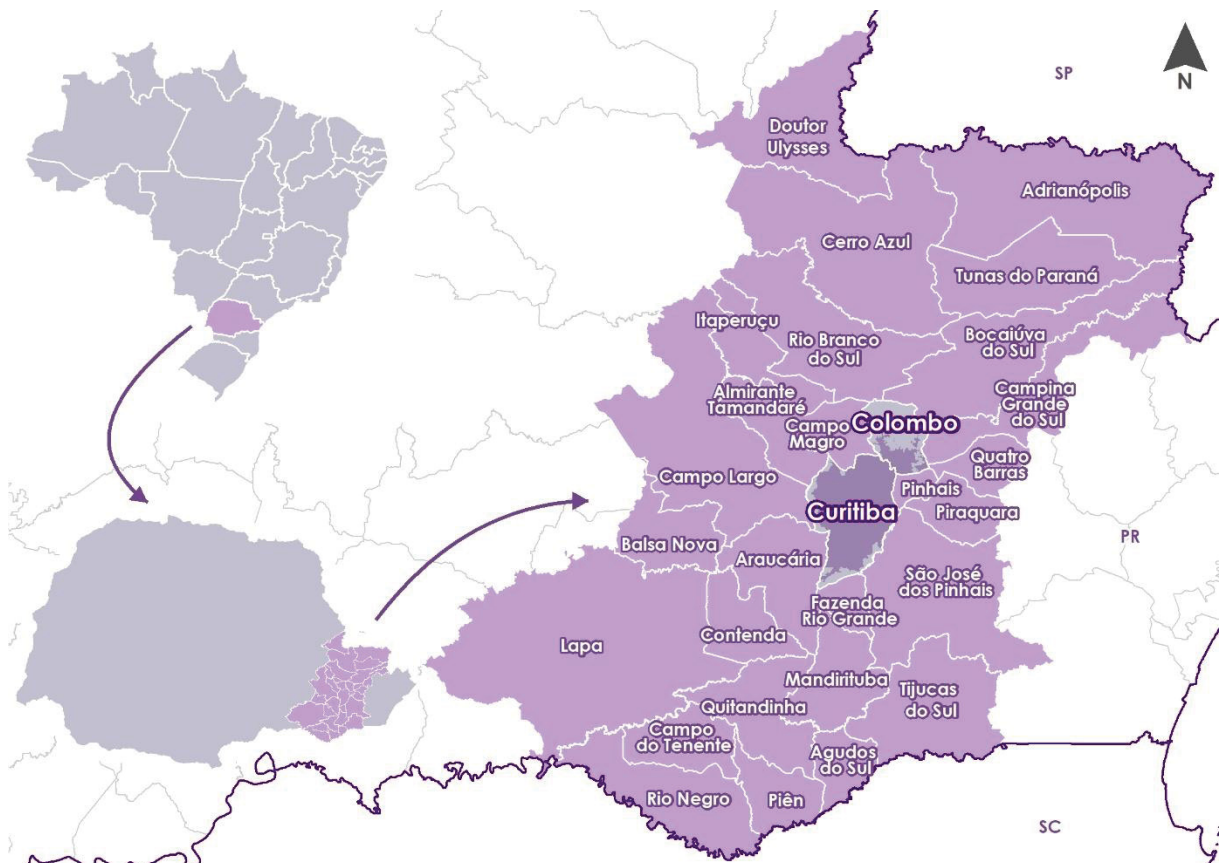 SP
N
Doutor
Ulysses
Adrianópolis
Cerro Azul
Tunas do Paraná
Itaperuçu
Rio Branco
do Sul
Bocaiúva
do Sul
Almirante
Tamandaré
Campina
Grande
do Sul
Colombo
Campo
Magro
Quatro
Barras
Campo Largo
Pinhais
Curitiba
Piraquara
PR
Balsa Nova
Araucária
São José
dos Pinhais
Fazenda
Rio Grande
Lapa
Contenda
Mandirituba
Tijucas
do Sul
Quitandinha
Campo
do Tenente
Agudos
do Sul
Rio Negro
Piên
SC